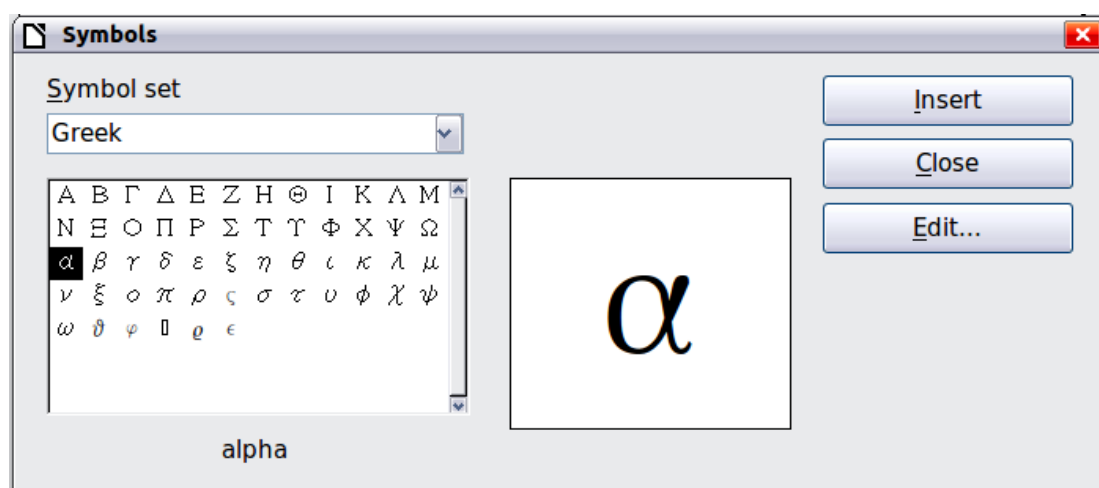 Symbols
Symbol set
Greek
Insert
Close
Edit...
Α Β Γ Δ Ε Ζ Η Θ Ι Κ Λ Μ
Ν Ξ Ο Π Ρ Σ Τ ϒ Φ Χ Ψ Ω
α β γ δ ε ζ η θ ι κ λ μ
ν ξ ο π ρ ς σ τ υ ϕ χ ψ
ω ϑ φ ▯ ϱ ϵ
α
alpha